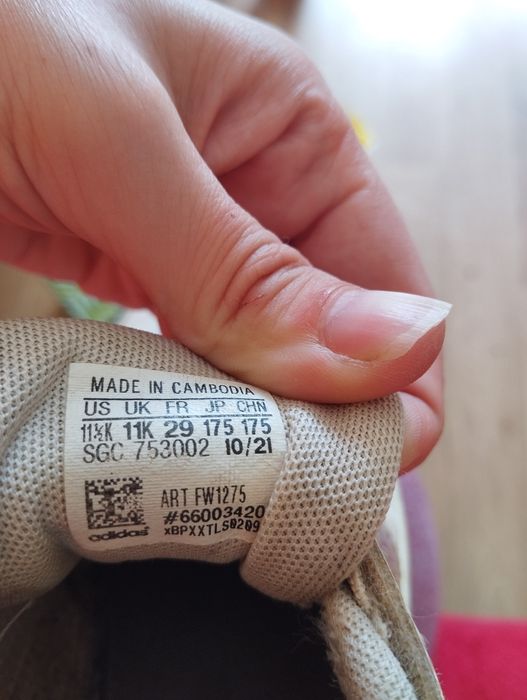 MADE IN CAMBODIA
US UK FR JP CHN
11½K 11K 29 175 175
SGC 753002 10/21
ART FW1275
#66003420
xBPXXTLS0209
adidas